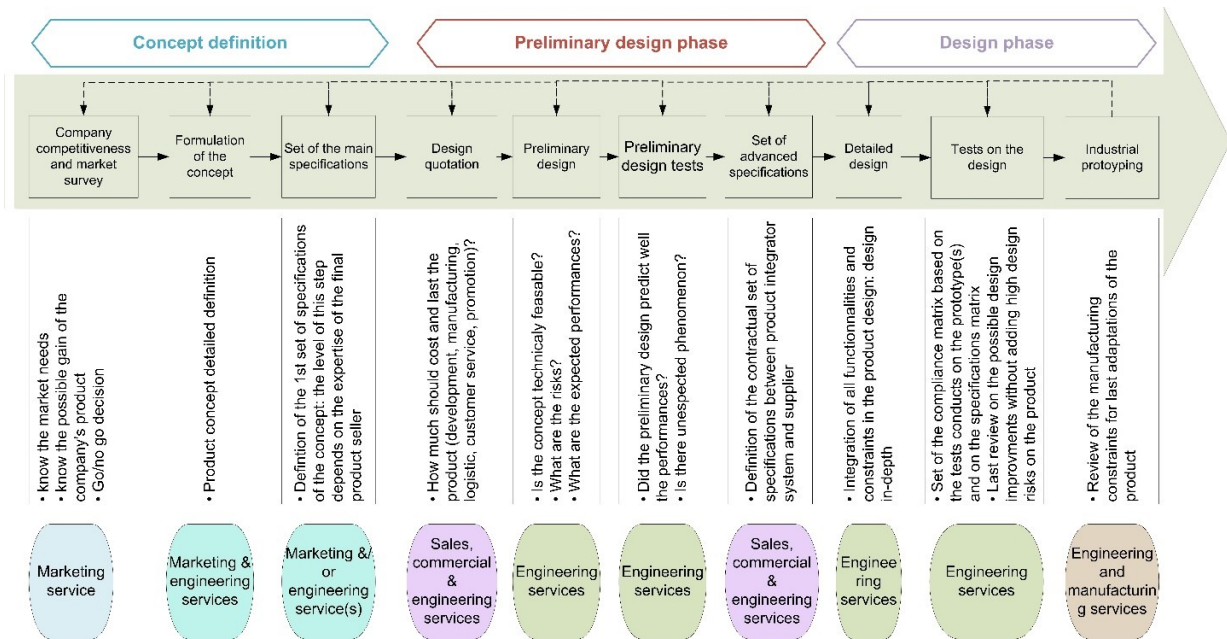 Concept definition
Preliminary design phase
Design phase
Company
competitiveness
and market
survey
Formulation
of the
concept
Set of the main
specifications
Design
quotation
Preliminary
design
Preliminary
design tests
Set of
advanced
specifications
Detailed
design
Tests on the
design
Industrial
protoyping
• Know the market needs
• Know the possible gain of the
company's product
• Go/no go decision
• Product concept detailed definition
• Defintion of the 1st set of specifications
of the concept: the level of this step
depends on the expertise of the final
product seller
• How much should cost and last the
product (development, manufacturing,
logistic, customer service, promotion)?
• Is the concept technicaly feasable?
• What are the risks?
• What are the expected performances?
• Did the preliminary design predict well
the performances?
• Is there unespected phenomenon?
• Definition of the contractual set of
specifications between product integrator
system and supplier
• Integration of all functionnalities and
constraints in the product design: design
in-depth
• Set of the compliance matrix based on
the tests conducts on the prototype(s)
and on the specifications matrix
• Last review on the possible design
improvments without adding high design
risks on the product
• Review of the manufacturing
constraints for last adaptations of the
product
Marketing
service
Marketing &
engineering
services
Marketing &/
or
engineering
service(s)
Sales,
commercial
&
engineering
services
Engineering
services
Engineering
services
Sales,
commercial
&
engineering
services
Enginee
ring
services
Engineering
services
Engineering
and
manufacturin
g services